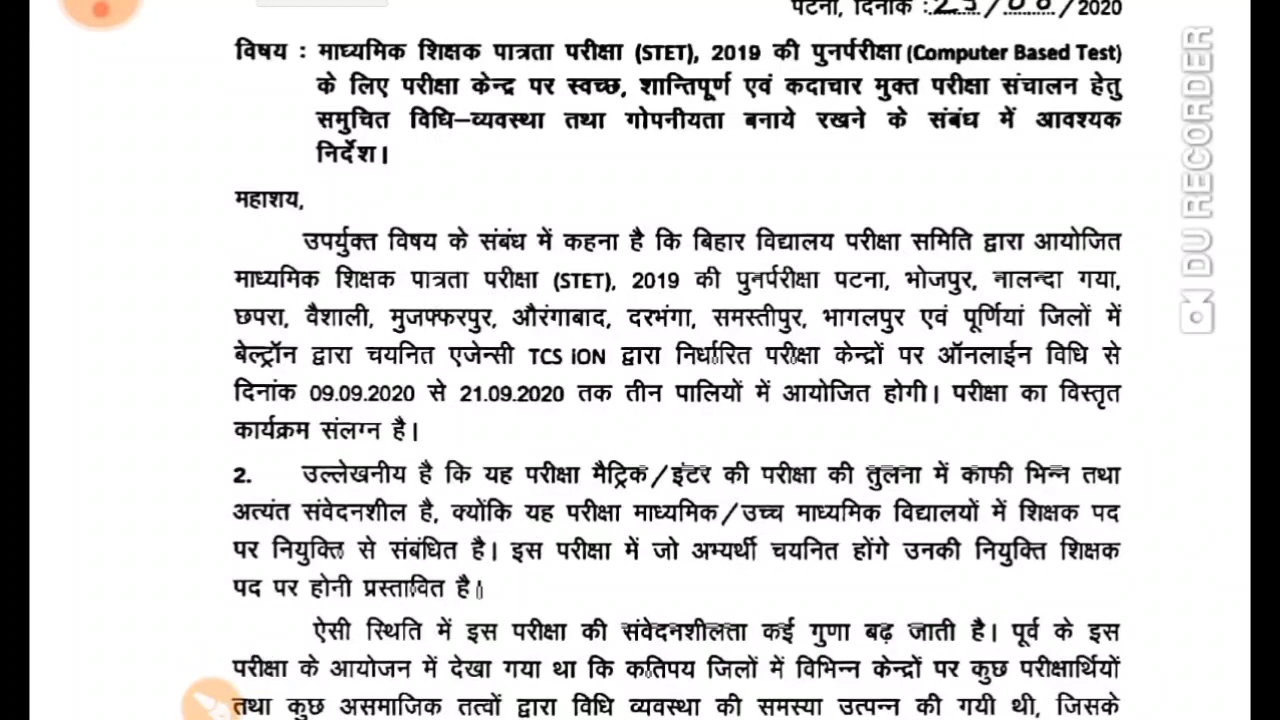 पटना, दिनांक : /2020
विषय : माध्यमिक शिक्षक पात्रता परीक्षा (STET), 2019 की पुनर्परीक्षा (Computer Based Test)
के लिए परीक्षा केन्द्र पर स्वच्छ, शान्तिपूर्ण एवं कदाचार मुक्त परीक्षा संचालन हेतु
समुचित विधि–व्यवस्था तथा गोपनीयता बनाये रखने के संबंध में आवश्यक
निर्देश।
महाशय,
उपर्युक्त विषय के संबंध में कहना है कि बिहार विद्यालय परीक्षा समिति द्वारा आयोजित
माध्यमिक शिक्षक पात्रता परीक्षा (STET), 2019 की पुनर्परीक्षा पटना, भोजपुर, नालन्दा गया,
छपरा, वैशाली, मुजफ्फरपुर, औरंगाबाद, दरभंगा, समस्तीपुर, भागलपुर एवं पूर्णियां जिलों में
बेल्ट्रॉन द्वारा चयनित एजेन्सी TCS iON द्वारा निर्धारित परीक्षा केन्द्रों पर ऑनलाईन विधि से
दिनांक 09.09.2020 से 21.09.2020 तक तीन पालियों में आयोजित होगी। परीक्षा का विस्तृत
कार्यक्रम संलग्न है।
2. उल्लेखनीय है कि यह परीक्षा मैट्रिक/इंटर की परीक्षा की तुलना में काफी भिन्न तथा
अत्यंत संवेदनशील है, क्योंकि यह परीक्षा माध्यमिक/उच्च माध्यमिक विद्यालयों में शिक्षक पद
पर नियुक्ति से संबंधित है। इस परीक्षा में जो अभ्यर्थी चयनित होंगे उनकी नियुक्ति शिक्षक
पद पर होनी प्रस्तावित है।
ऐसी स्थिति में इस परीक्षा की संवेदनशीलता कई गुणा बढ़ जाती है। पूर्व के इस
परीक्षा के आयोजन में देखा गया था कि कतिपय जिलों में विभिन्न केन्द्रों पर कुछ परीक्षार्थियों
तथा कुछ असमाजिक तत्वों द्वारा विधि व्यवस्था की समस्या उत्पन्न की गयी थी, जिसके
DU RECORDER